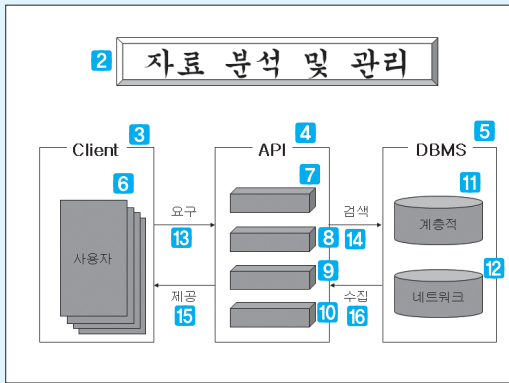 2 자료 분석 및 관리
3 4 5
Client API DBMS
6 7 11
요구 검색
계층적
13 8 14
사용자
9 12
제공 수집
네트워크
15 10 16